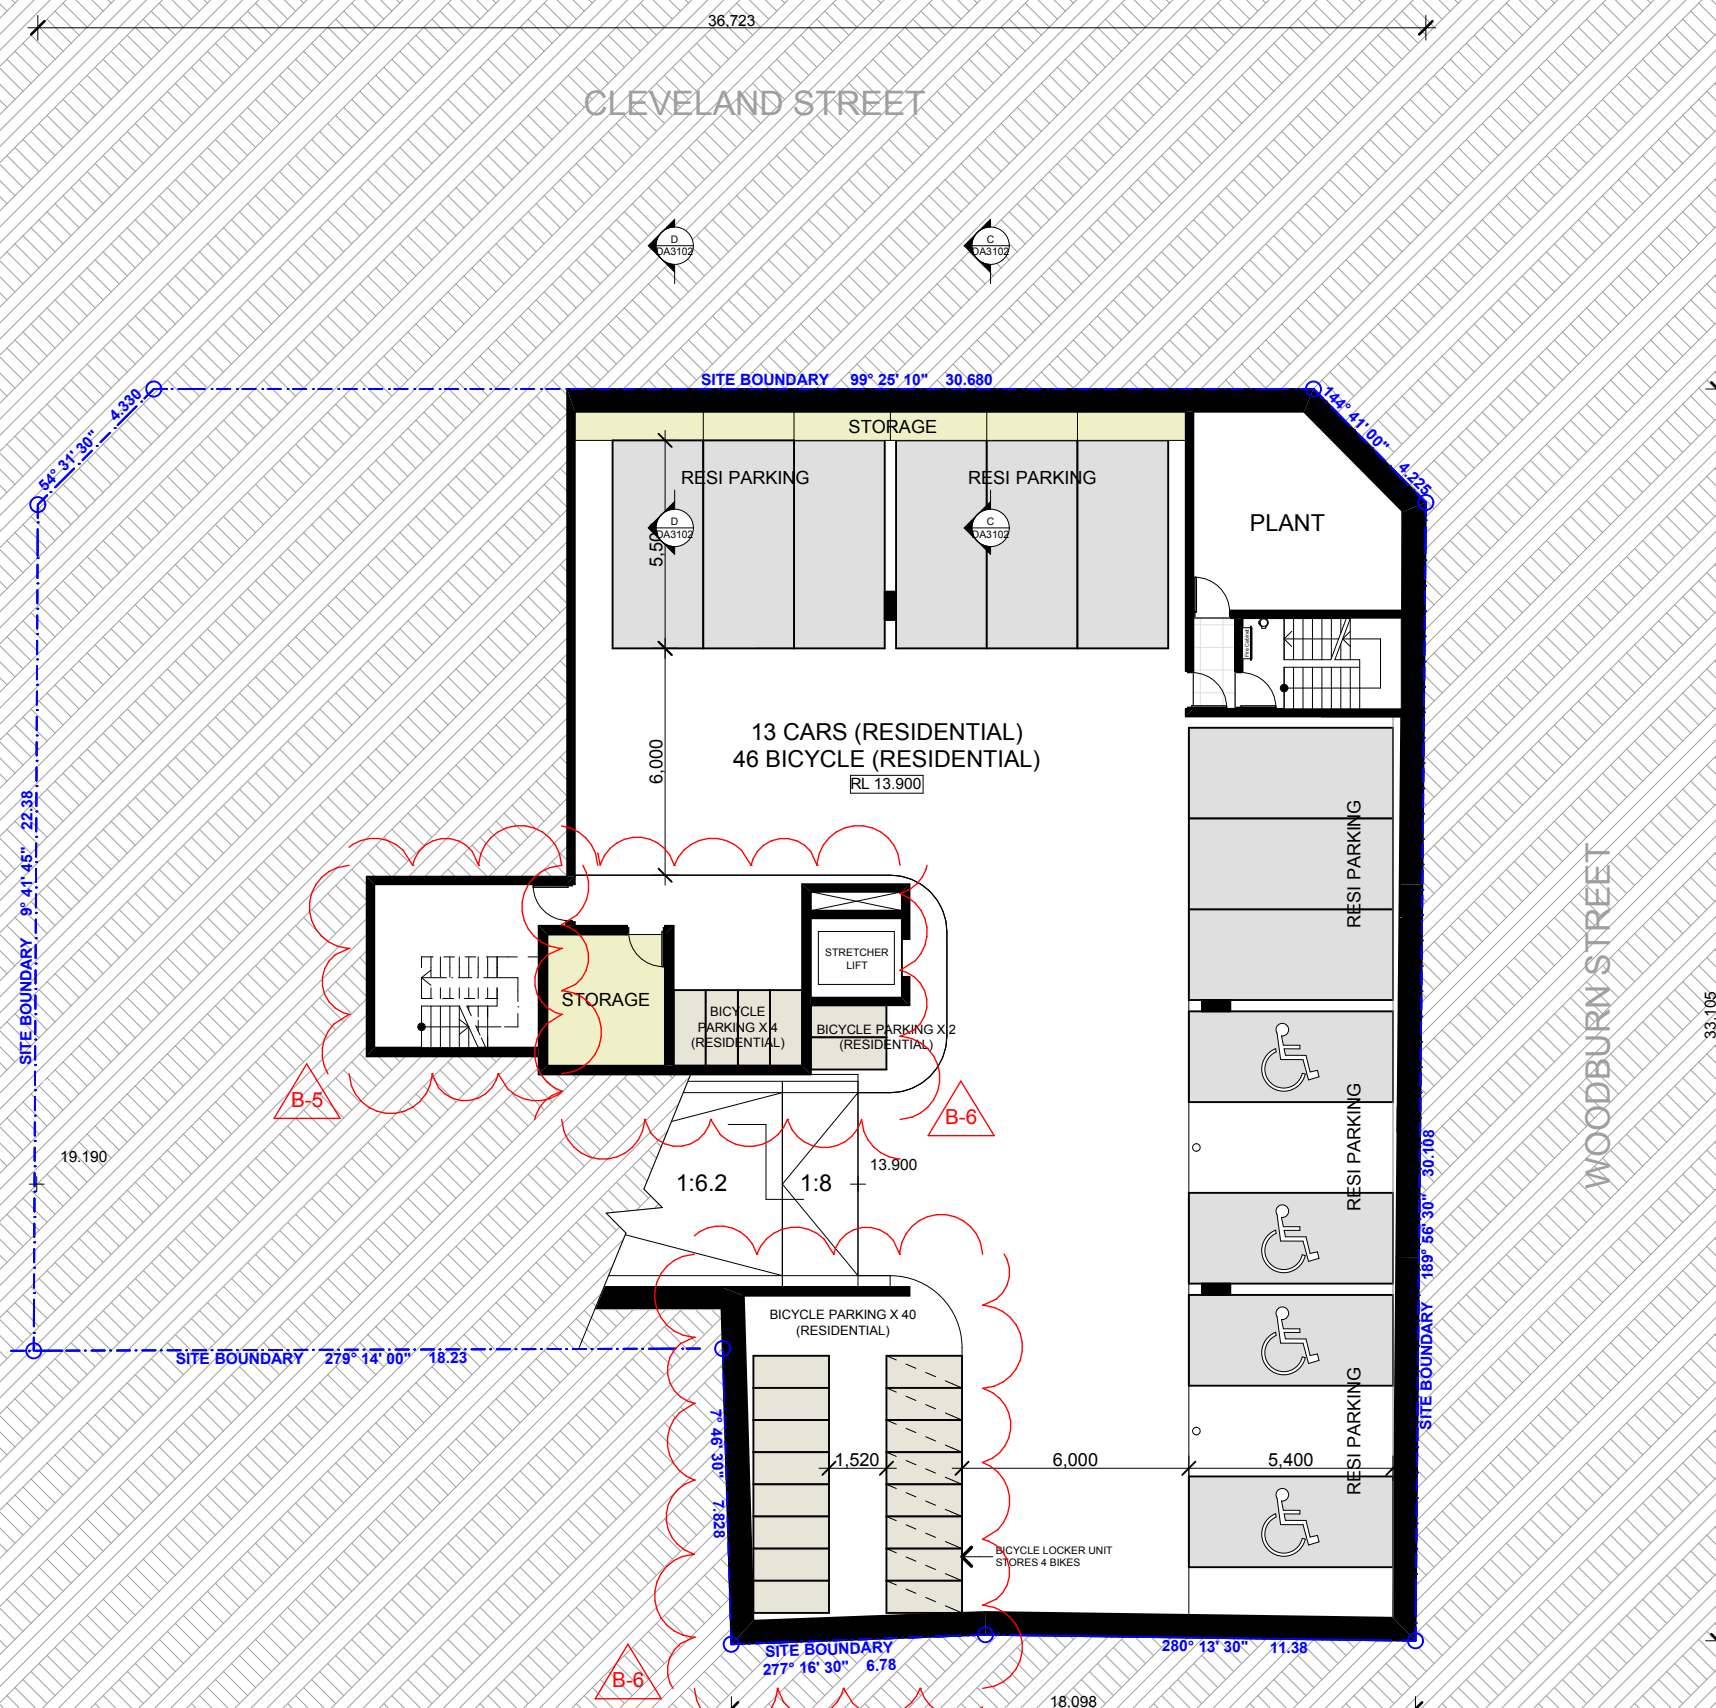 36,723
CLEVELAND STREET
D
DA3102
C
DA3102
SITE BOUNDARY 99° 25' 10" 30.680
54° 31' 30" 4.330
144° 41' 00" 4.225
STORAGE
RESI PARKING
RESI PARKING
D
DA3102
C
DA3102
5,50
PLANT
Fire Cabinet
13 CARS (RESIDENTIAL)
46 BICYCLE (RESIDENTIAL)
RL 13.900
6,000
SITE BOUNDARY 9° 41' 45" 22.38
RESI PARKING
WOODBURN STREET
33.105
STRETCHER
LIFT
STORAGE
BICYCLE
PARKING X 4
(RESIDENTIAL)
BICYCLE PARKING X 2
(RESIDENTIAL)
B-5
B-6
19.190
1:6.2
1:8
13.900
RESI PARKING
SITE BOUNDARY 189° 56' 30" 30.108
BICYCLE PARKING X 40
(RESIDENTIAL)
SITE BOUNDARY 279° 14' 00" 18.23
7° 46' 30" 7.828
1,520
6,000
5,400
RESI PARKING
BICYCLE LOCKER UNIT
STORES 4 BIKES
SITE BOUNDARY
277° 16' 30" 6.78
280° 13' 30" 11.38
B-6
18,098